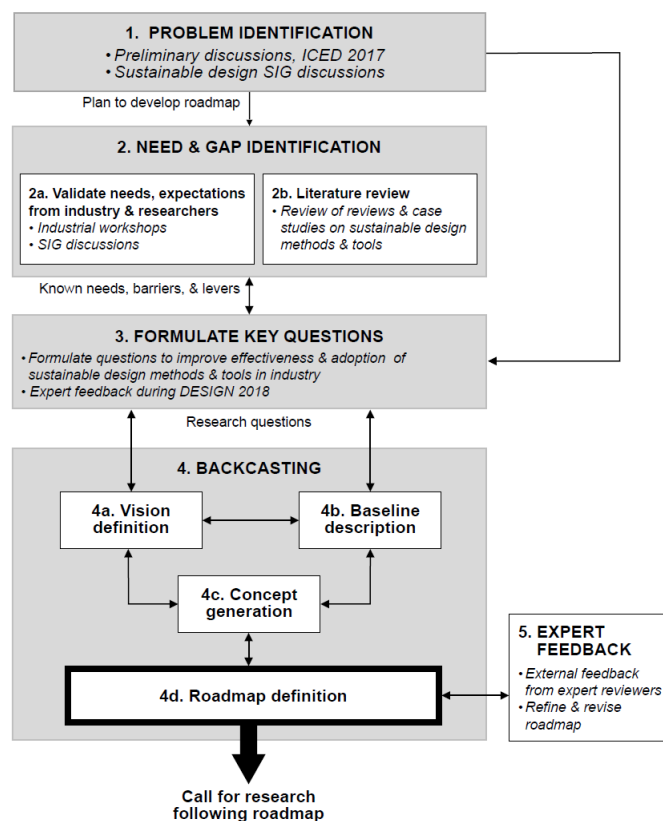 1. PROBLEM IDENTIFICATION
• Preliminary discussions, ICED 2017
• Sustainable design SIG discussions
Plan to develop roadmap
2. NEED & GAP IDENTIFICATION
2a. Validate needs, expectations
from industry & researchers
• Industrial workshops
• SIG discussions
2b. Literature review
• Review of reviews & case
studies on sustainable design
methods & tools
Known needs, barriers, & levers
3. FORMULATE KEY QUESTIONS
• Formulate questions to improve effectiveness & adoption of
sustainable design methods & tools in industry
• Expert feedback during DESIGN 2018
Research questions
4. BACKCASTING
4a. Vision
definition
4b. Baseline
description
4c. Concept
generation
4d. Roadmap definition
5. EXPERT
FEEDBACK
• External feedback
from expert reviewers
• Refine & revise
roadmap
Call for research
following roadmap